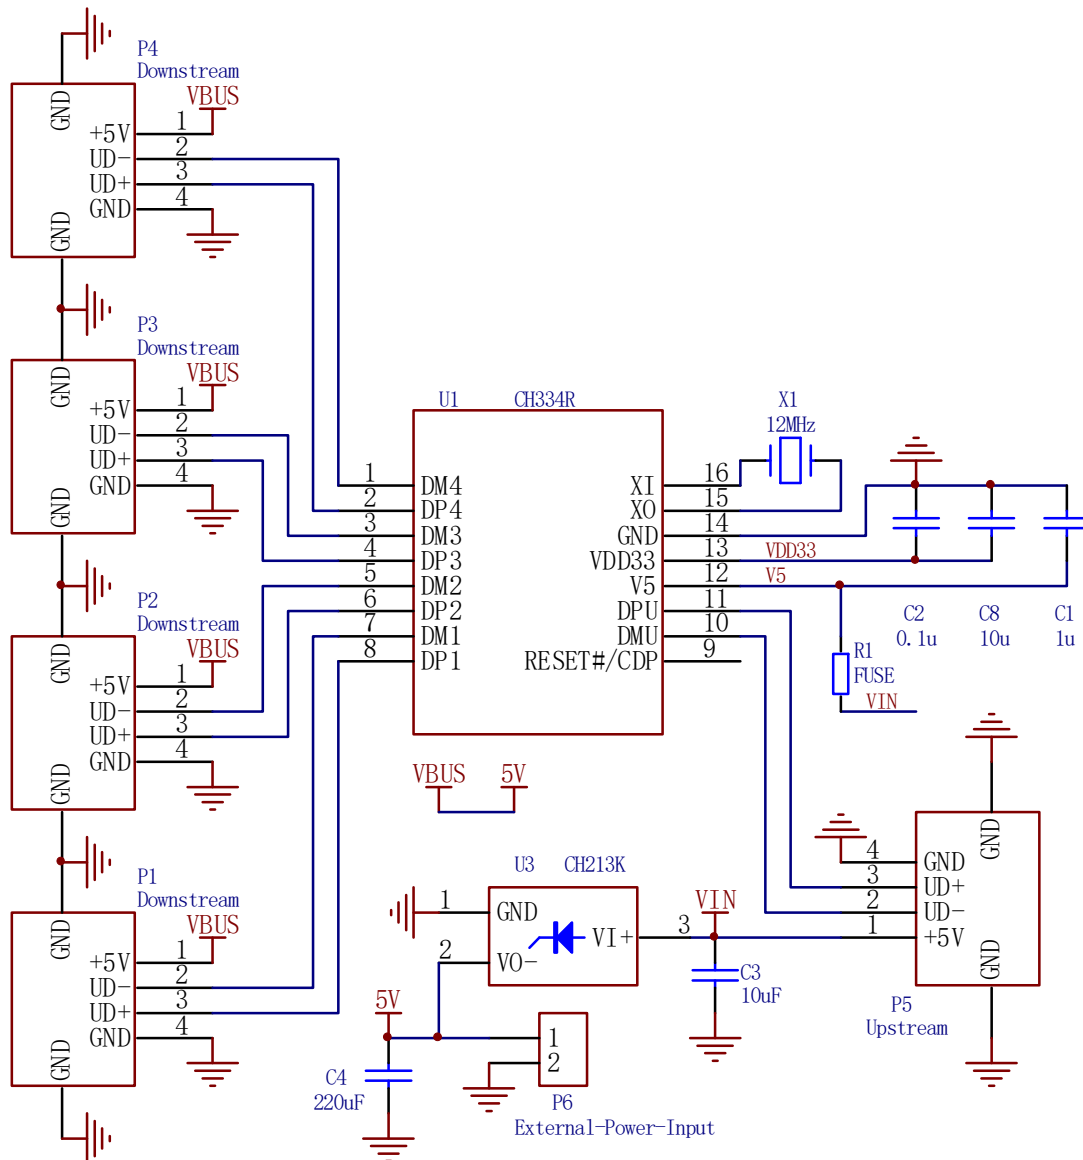 P4
Downstream
VBUS
GND
+5V
1
UD-
2
UD+
3
GND
4
GND
P3
Downstream
VBUS
GND
+5V
1
UD-
2
UD+
3
GND
4
GND
P2
Downstream
VBUS
GND
+5V
1
UD-
2
UD+
3
GND
4
GND
P1
Downstream
VBUS
GND
+5V
1
UD-
2
UD+
3
GND
4
GND
U1
CH334R
1
DM4
2
DP4
3
DM3
4
DP3
5
DM2
6
DP2
7
DM1
8
DP1
XI
16
XO
15
GND
14
VDD33
13
V5
12
DPU
11
DMU
10
RESET#/CDP
9
X1
12MHz
VDD33
V5
C2
0.1u
C8
10u
C1
1u
R1
FUSE
VIN
VBUS
5V
U3
CH213K
1
GND
2
VO-
VI+
3
VIN
C3
10uF
4
GND
3
UD+
2
UD-
1
+5V
GND
GND
P5
Upstream
5V
C4
220uF
1
2
P6
External-Power-Input